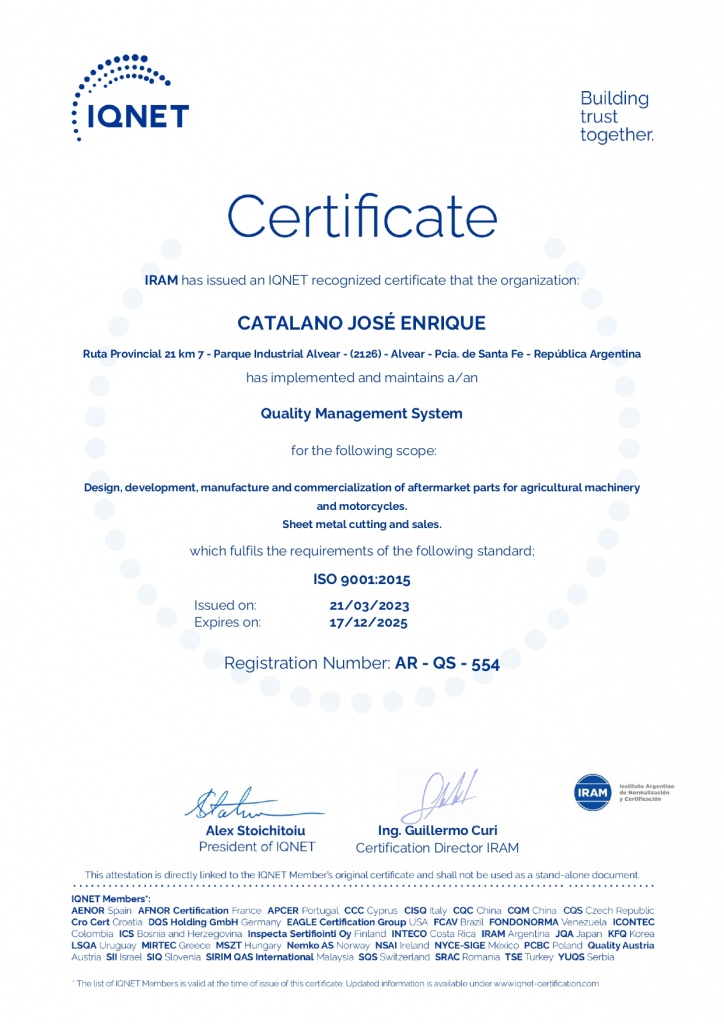 IQNET
Building
trust
together.
Certificate
IRAM has issued an IQNET recognized certificate that the organization:
CATALANO JOSÉ ENRIQUE
Ruta Provincial 21 km 7 - Parque Industrial Alvear - (2126) - Alvear - Pcia. de Santa Fe - República Argentina
has implemented and maintains a/an
Quality Management System
for the following scope:
Design, development, manufacture and commercialization of aftermarket parts for agricultural machinery
and motorcycles.
Sheet metal cutting and sales.
which fulfils the requirements of the following standard;
ISO 9001:2015
Issued on: 21/03/2023
Expires on: 17/12/2025
Registration Number: AR - QS - 554
IRAM
Instituto Argentino
de Normalización
y Certificación
Alex Stoichitoiu
President of IQNET
Ing. Guillermo Curi
Certification Director IRAM
This attestation is directly linked to the IQNET Member's original certificate and shall not be used as a stand-alone document.
IQNET Members*:
AENOR Spain AFNOR Certification France APCER Portugal CCC Cyprus CISQ Italy CQC China CQM China CQS Czech Republic
Cro Cert Croatia DQS Holding GmbH Germany EAGLE Certification Group USA FCAV Brazil FONDONORMA Venezuela ICONTEC
Colombia ICS Bosnia and Herzegovina Inspecta Sertifiointi Oy Finland INTECO Costa Rica IRAM Argentina JQA Japan KFQ Korea
LSQA Uruguay MIRTEC Greece MSZT Hungary Nemko AS Norway NSAI Ireland NYCE-SIGE México PCBC Poland Quality Austria
Austria SII Israel SIQ Slovenia SIRIM QAS International Malaysia SQS Switzerland SRAC Romania TSE Turkey YUQS Serbia
* The list of IQNET Members is valid at the time of issue of this certificate. Updated information is available under www.iqnet-certification.com